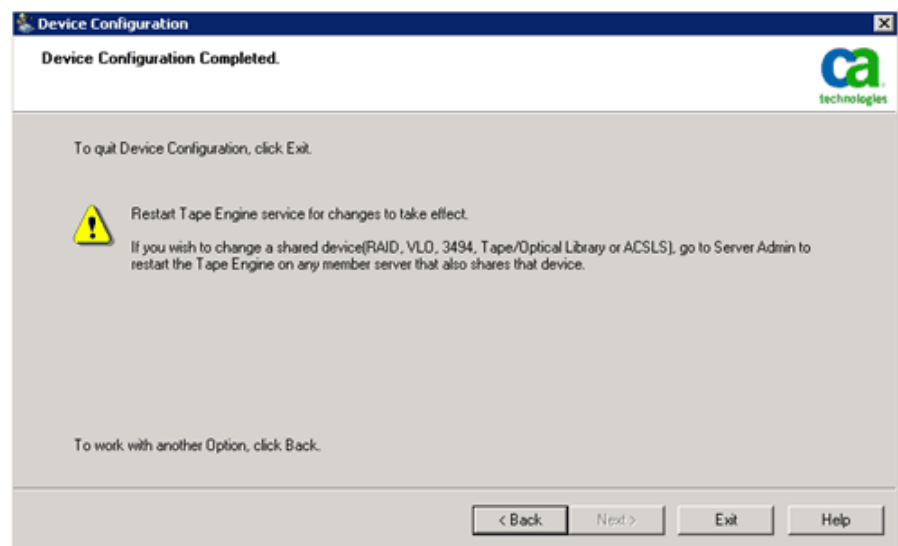 Device Configuration
Device Configuration Completed.
ca
technologies
To quit Device Configuration, click Exit.
Restart Tape Engine service for changes to take effect.
If you wish to change a shared device(RAID, VLO, 3494, Tape/Optical Library or ACSLS), go to Server Admin to
restart the Tape Engine on any member server that also shares that device.
To work with another Option, click Back.
< Back
Next >
Exit
Help